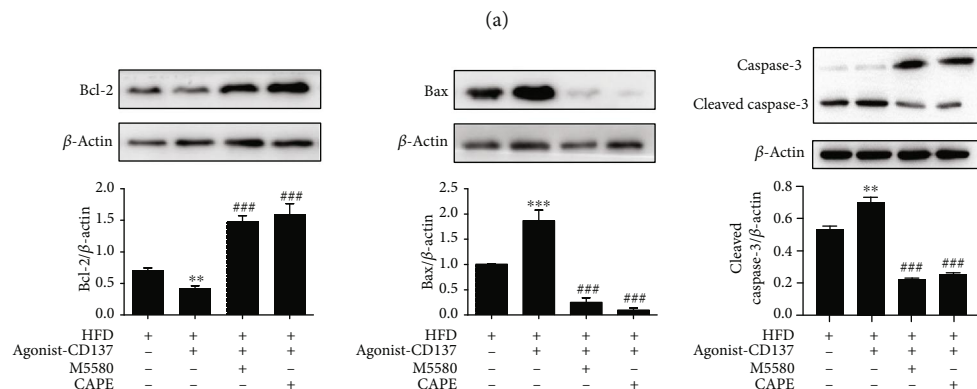 (a)
Bcl-2
β-Actin
Bcl-2/β-actin
2.0
1.5
1.0
0.5
0.0
**
###
###
HFD + + + +
Agonist-CD137 – + + +
M5580 – – + –
CAPE – – – +
Bax
β-Actin
Bax/β-actin
2.5
2.0
1.5
1.0
0.5
0.0
***
###
###
HFD + + + +
Agonist-CD137 – + + +
M5580 – – + –
CAPE – – – +
Caspase-3
Cleaved caspase-3
β-Actin
Cleaved
caspase-3/β-actin
0.8
0.6
0.4
0.2
0.0
**
###
###
HFD + + + +
Agonist-CD137 – + + +
M5580 – – + –
CAPE – – – +